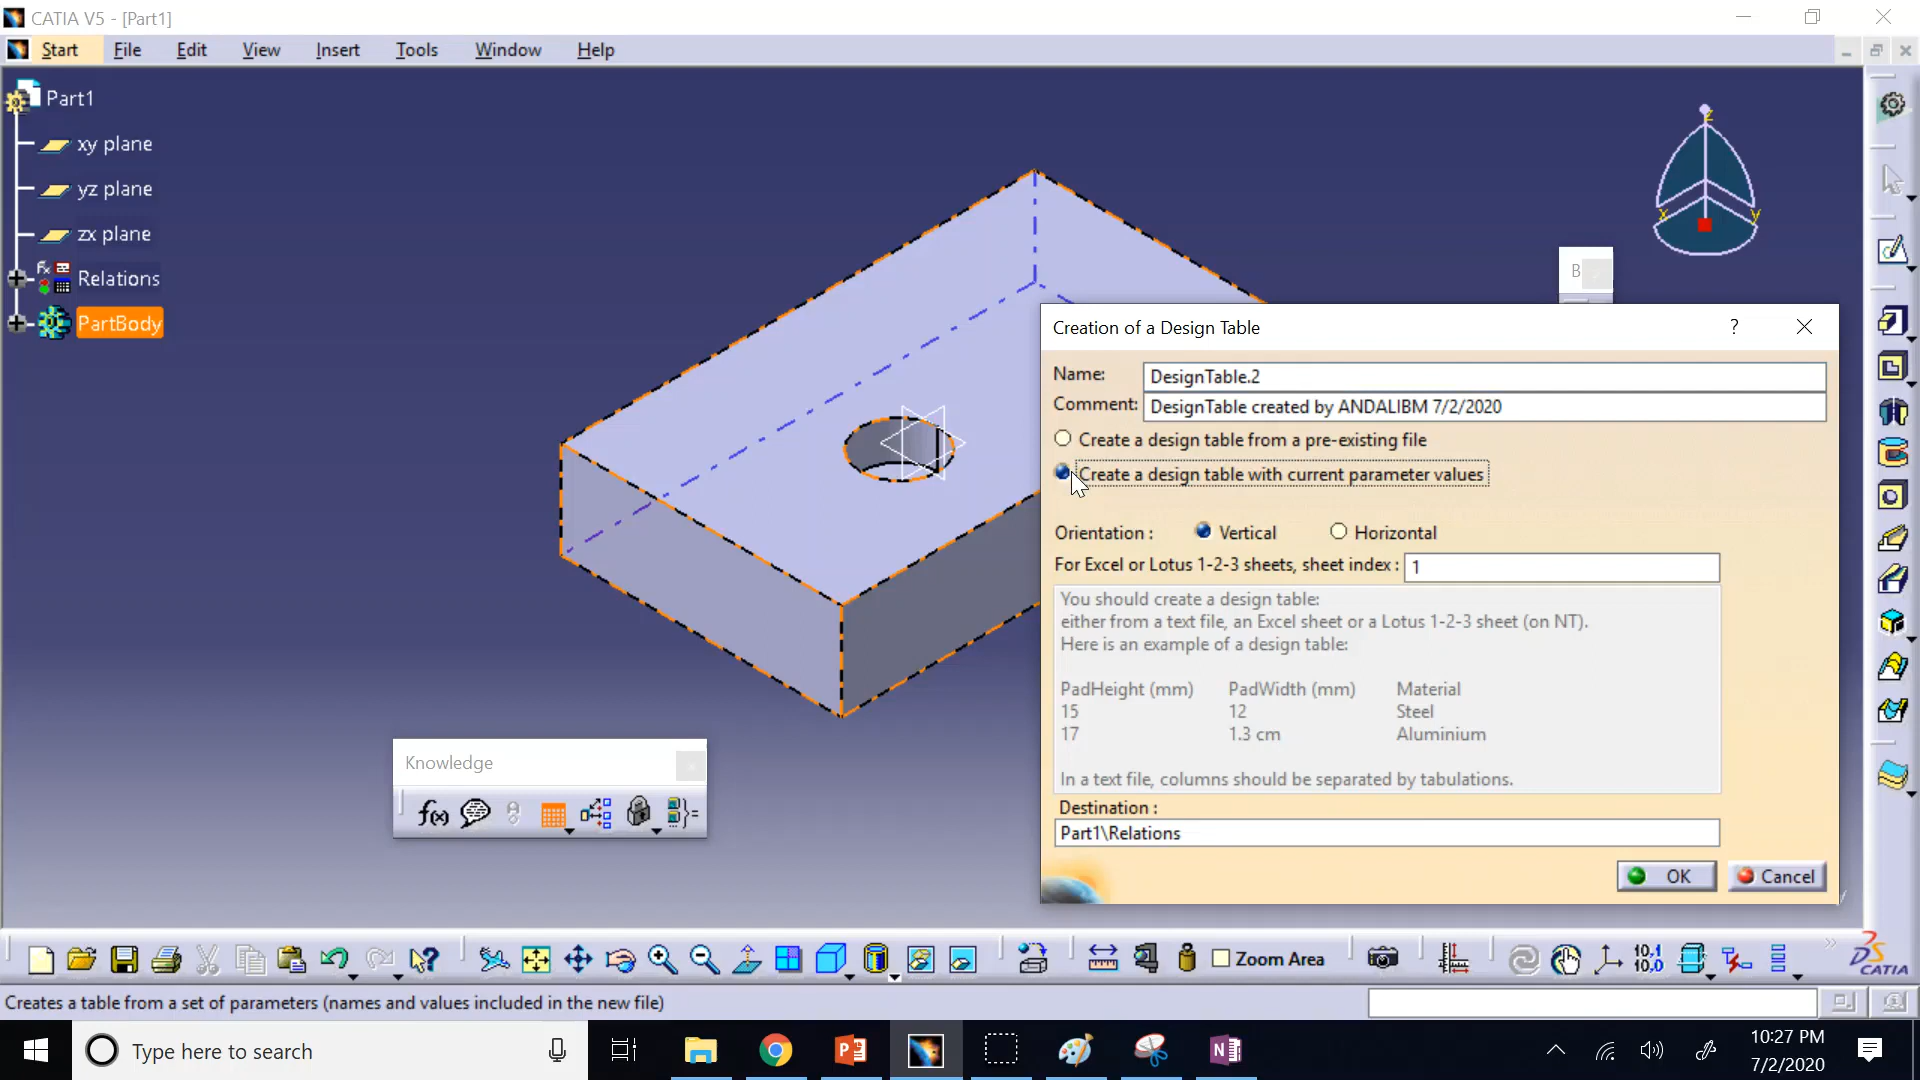 CATIA V5 - [Part1]
Start File Edit View Insert Tools Window Help
Part1
xy plane
yz plane
zx plane
Relations
PartBody
z
x
y
B
Creation of a Design Table
?
Name: DesignTable.2
Comment: DesignTable created by ANDALIBM 7/2/2020
Create a design table from a pre-existing file
Create a design table with current parameter values
Orientation : Vertical Horizontal
For Excel or Lotus 1-2-3 sheets, sheet index : 1
You should create a design table:
either from a text file, an Excel sheet or a Lotus 1-2-3 sheet (on NT).
Here is an example of a design table:
PadHeight (mm) PadWidth (mm) Material
15 12 Steel
17 1.3 cm Aluminium
In a text file, columns should be separated by tabulations.
Destination :
Part1\Relations
OK Cancel
Knowledge
f(x)
Zoom Area
10,1
10,0
CATIA
Creates a table from a set of parameters (names and values included in the new file)
Type here to search
10:27 PM
7/2/2020